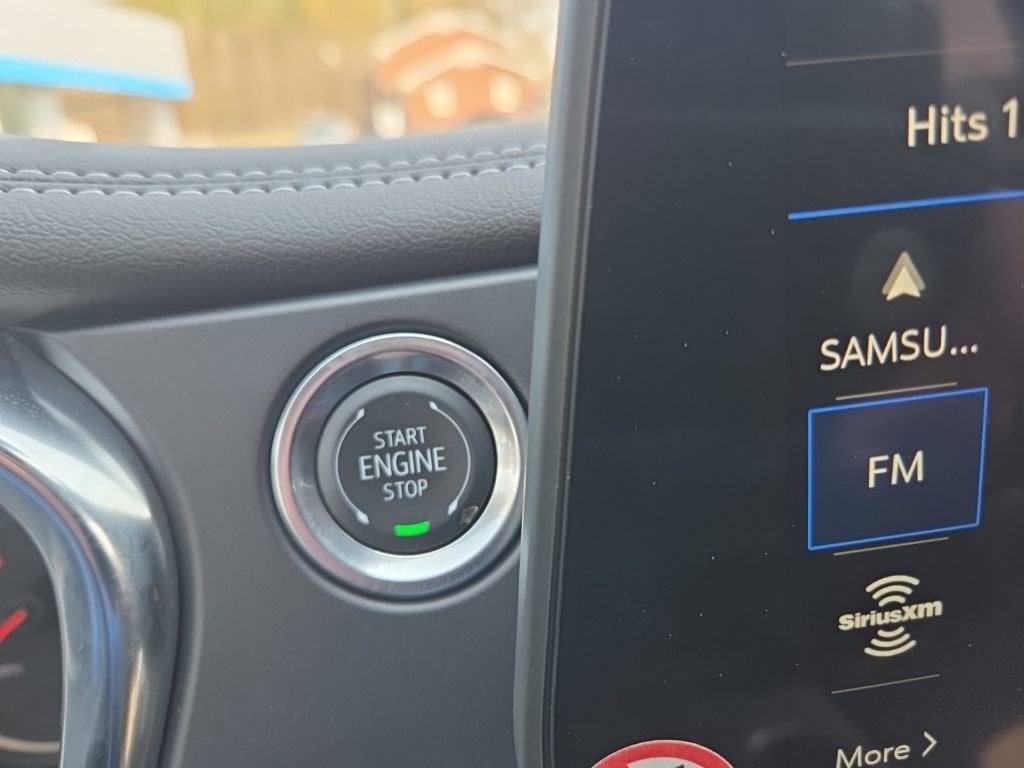 START
ENGINE
STOP
Hits 1
SAMSU...
FM
SiriusXm
More >